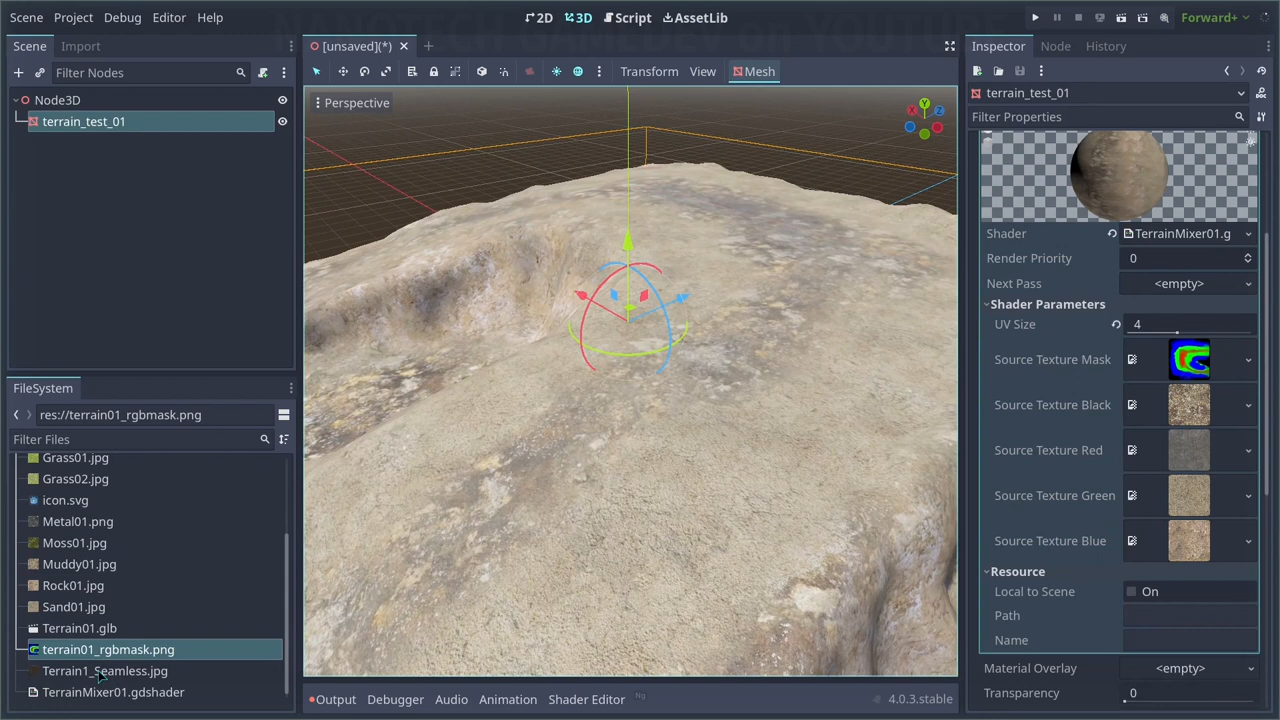 Scene Project Debug Editor Help
2D 3D Script AssetLib
Forward+
Scene Import
[unsaved](*)
Inspector Node History
Filter Nodes
Transform View Mesh
Node3D
terrain_test_01
Perspective
X Y Z
terrain_test_01
Filter Properties
Shader TerrainMixer01.g
Render Priority 0
Next Pass <empty>
Shader Parameters
UV Size 4
Source Texture Mask
Source Texture Black
Source Texture Red
Source Texture Green
Source Texture Blue
Resource
Local to Scene On
Path
Name
Material Overlay <empty>
Transparency 0
FileSystem
res://terrain01_rgbmask.png
Filter Files
Grass01.jpg
Grass02.jpg
icon.svg
Metal01.png
Moss01.jpg
Muddy01.jpg
Rock01.jpg
Sand01.jpg
Terrain01.glb
terrain01_rgbmask.png
Terrain1_Seamless.jpg
TerrainMixer01.gdshader
Output Debugger Audio Animation Shader Editor
4.0.3.stable